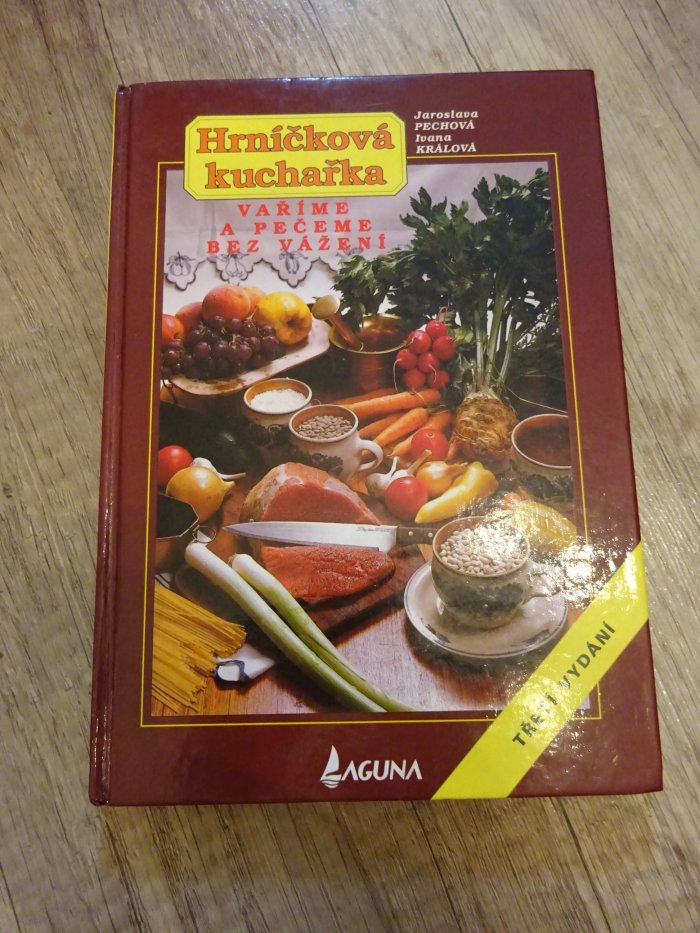 Hrníčková
kuchařka
Jaroslava
PECHOVÁ
Ivana
KRÁLOVÁ
VAŘÍME
A PEČEME
BEZ VÁŽENÍ
TŘETÍ VYDÁNÍ
LAGUNA